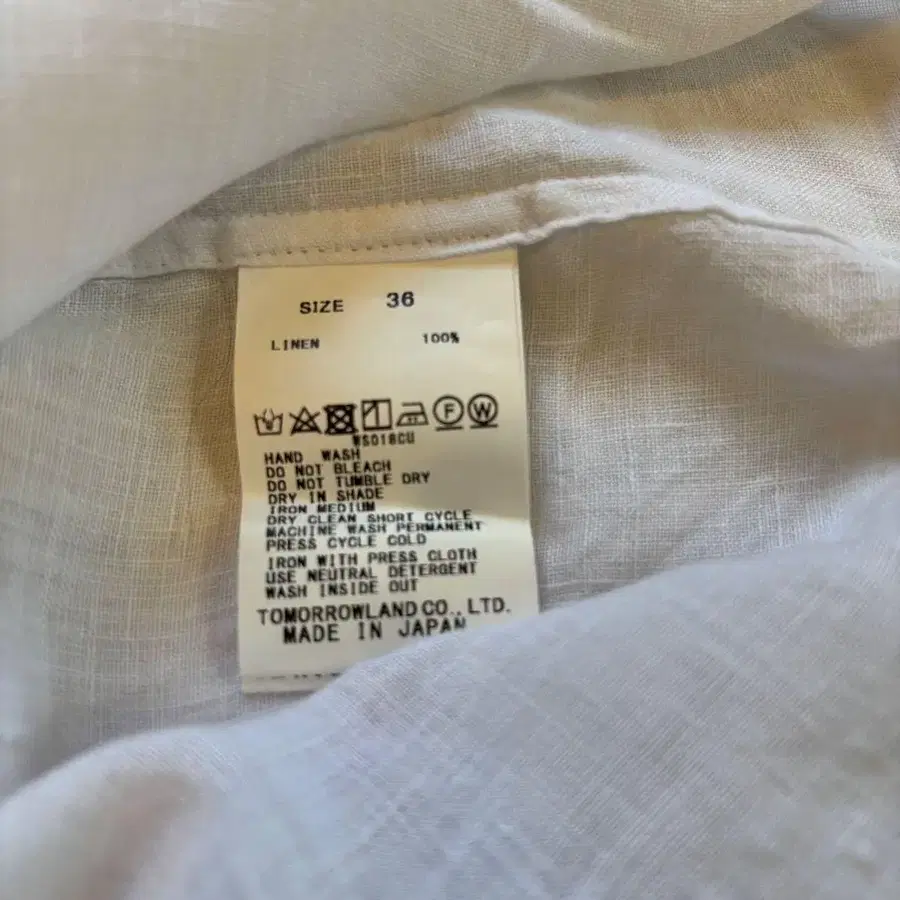 SIZE 36
LINEN 100%
F W
WS018CU
HAND WASH
DO NOT BLEACH
DO NOT TUMBLE DRY
DRY IN SHADE
IRON MEDIUM
DRY CLEAN SHORT CYCLE
MACHINE WASH PERMANENT
PRESS CYCLE COLD
IRON WITH PRESS CLOTH
USE NEUTRAL DETERGENT
WASH INSIDE OUT
TOMORROWLAND CO., LTD.
MADE IN JAPAN